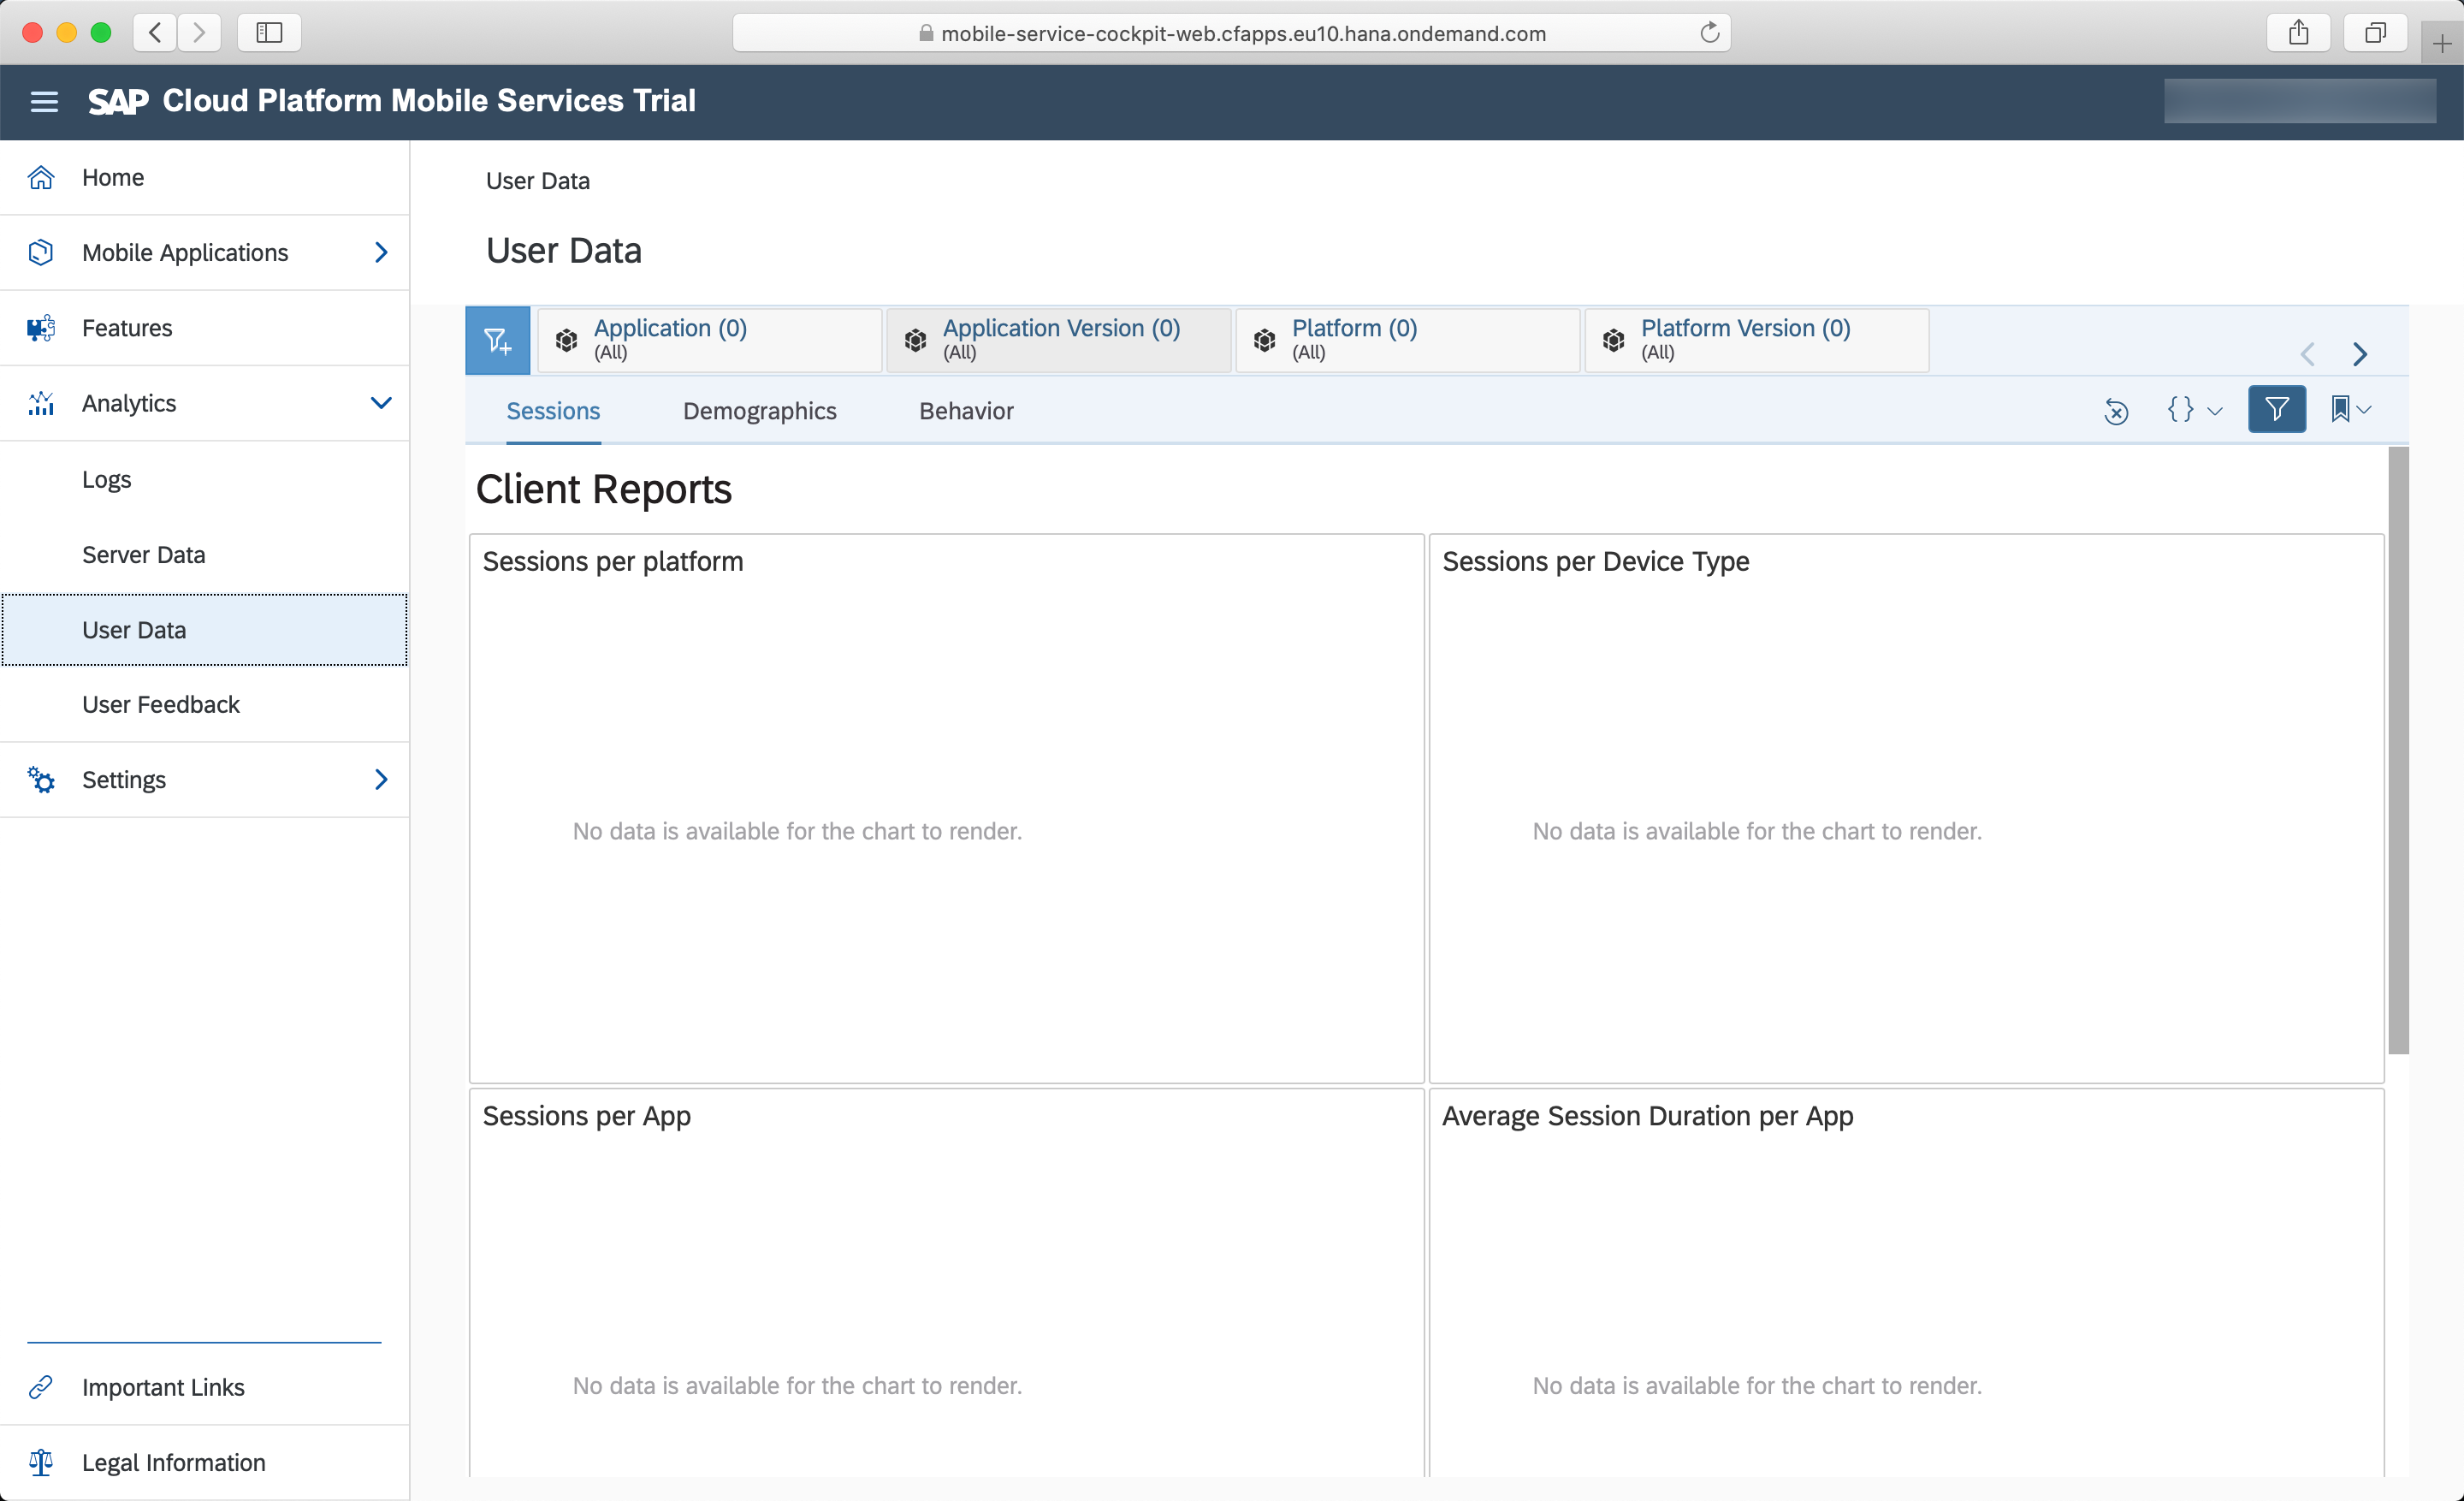 mobile-service-cockpit-web.cfapps.eu10.hana.ondemand.com
SAP Cloud Platform Mobile Services Trial
Home
Mobile Applications
Features
Analytics
Logs
Server Data
User Data
User Feedback
Settings
Important Links
Legal Information
User Data
User Data
Application (0)
(All)
Application Version (0)
(All)
Platform (0)
(All)
Platform Version (0)
(All)
Sessions Demographics Behavior
Client Reports
Sessions per platform
No data is available for the chart to render.
Sessions per Device Type
No data is available for the chart to render.
Sessions per App
No data is available for the chart to render.
Average Session Duration per App
No data is available for the chart to render.